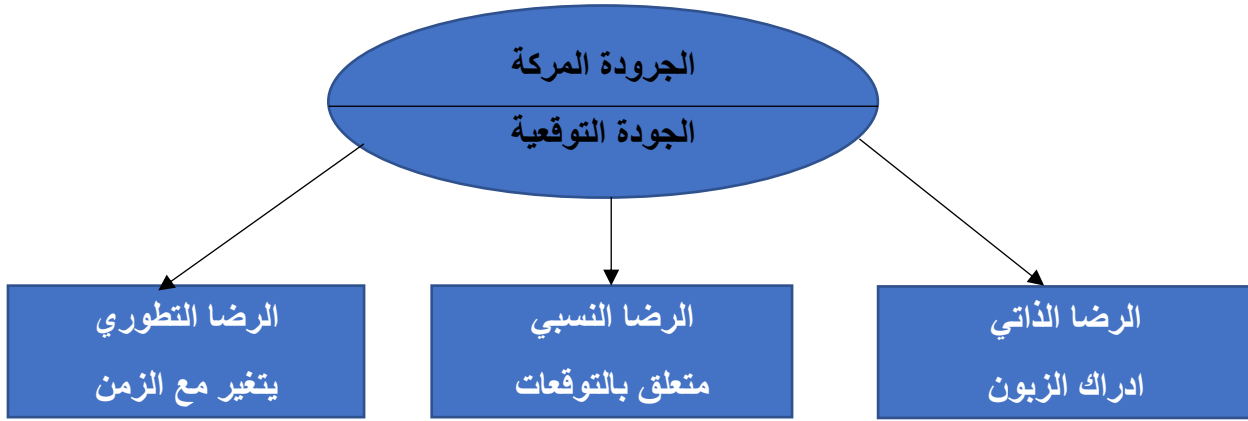 الجرودة المركة
الجودة التوقعية
الرضا الذاتي
ادراك الزبون
الرضا النسبي
متعلق بالتوقعات
الرضا التطوري
يتغير مع الزمن